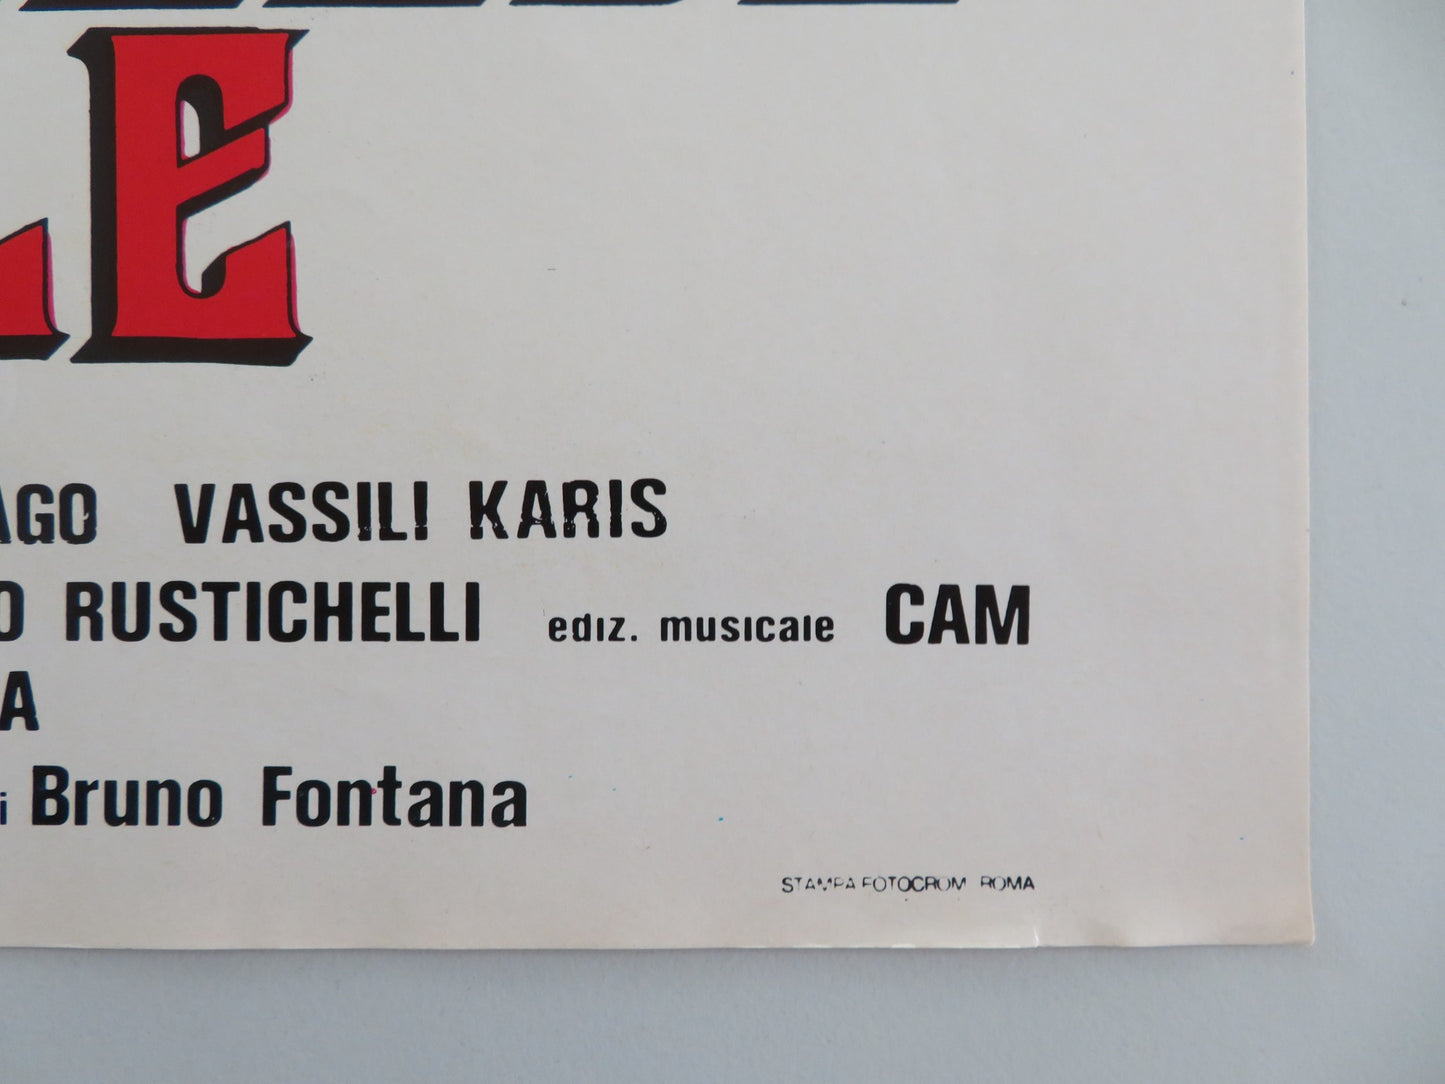 LE
AGO VASSILI KARIS
O RUSTICHELLI ediz. musicale CAM
A
i Bruno Fontana
STAMPA FOTOCROM ROMA